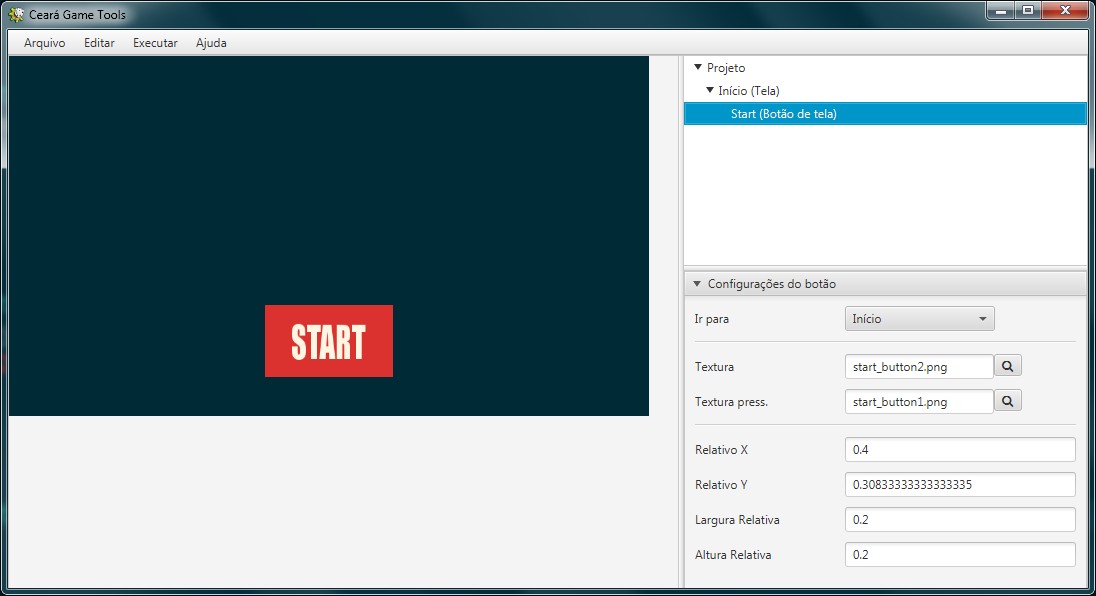 Ceará Game Tools
Arquivo Editar Executar Ajuda
START
Projeto
Início (Tela)
Start (Botão de tela)
Configurações do botão
Ir para Início
Textura start_button2.png
Textura press. start_button1.png
Relativo X 0.4
Relativo Y 0.30833333333333335
Largura Relativa 0.2
Altura Relativa 0.2